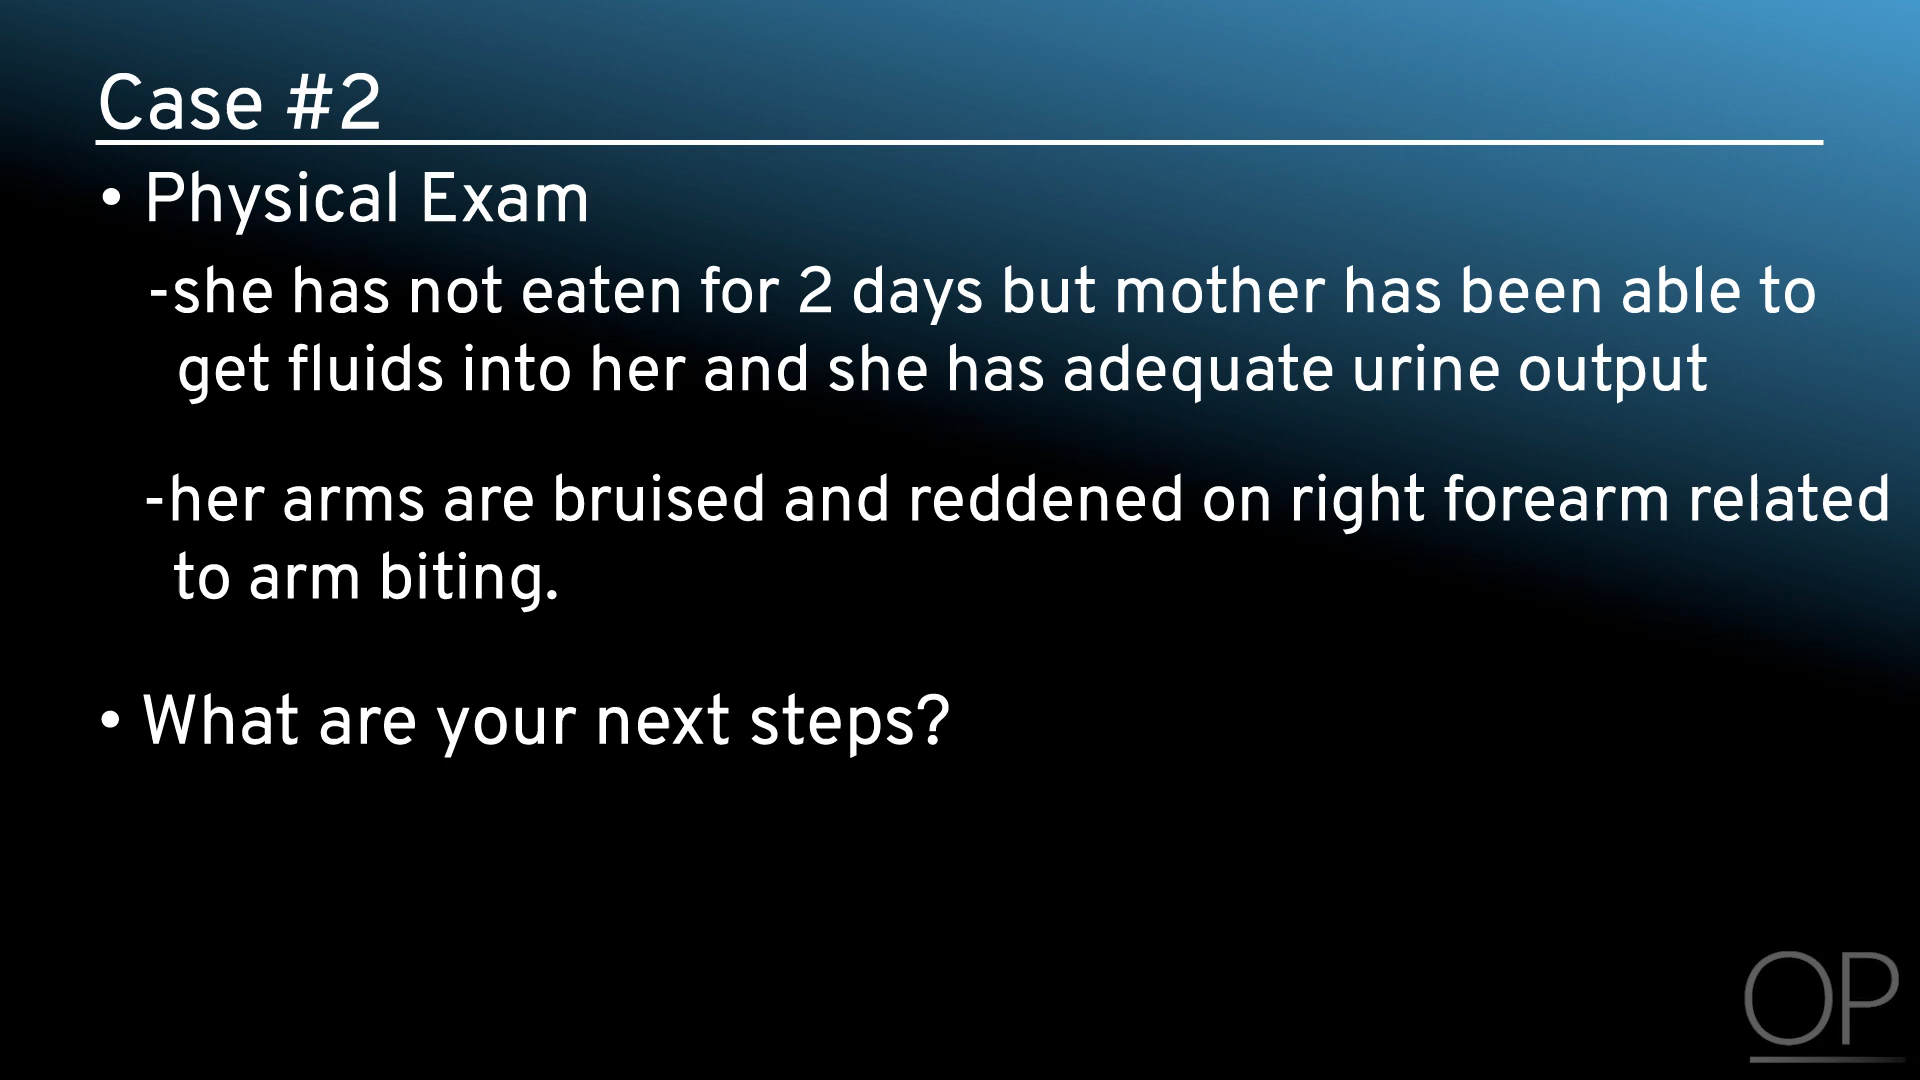 Case #2
• Physical Exam
-she has not eaten for 2 days but mother has been able to
get fluids into her and she has adequate urine output
-her arms are bruised and reddened on right forearm related
to arm biting.
• What are your next steps?
OP